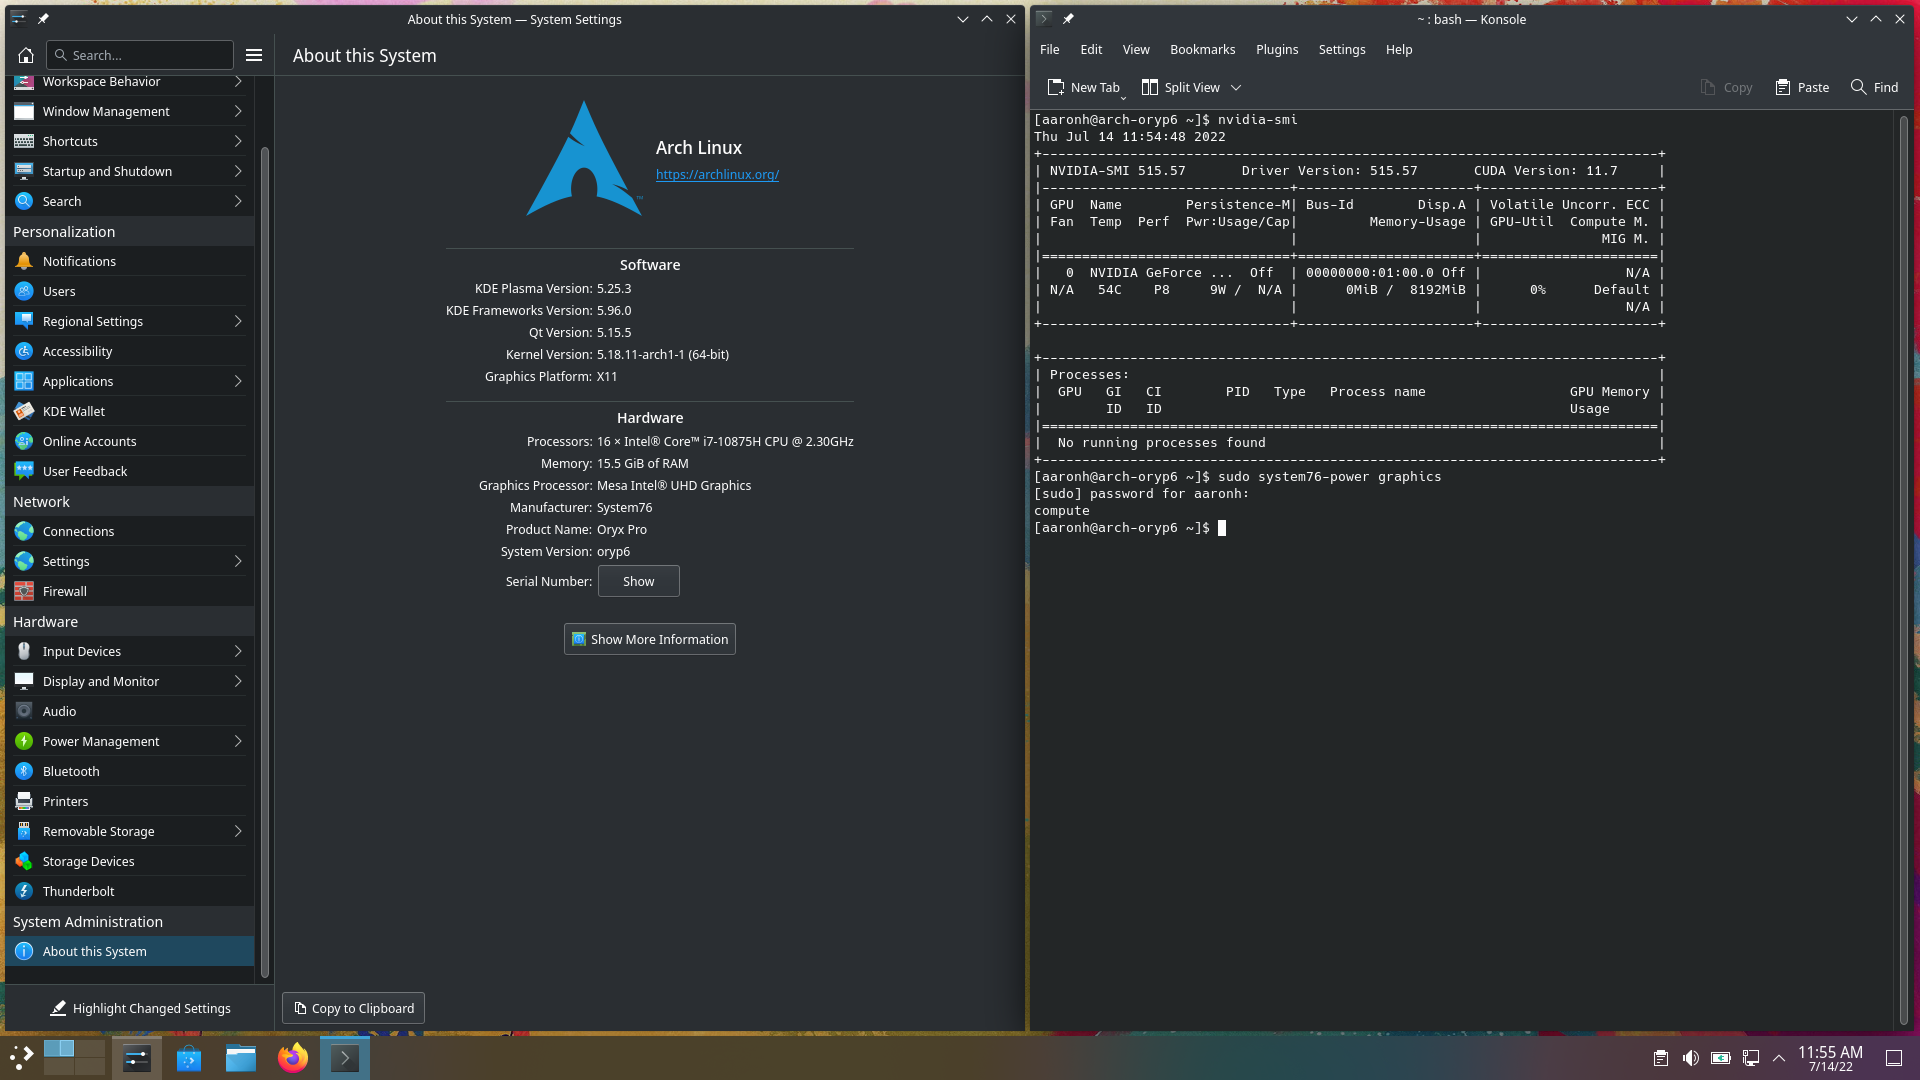 About this System — System Settings
Search...
About this System
Workspace Behavior
Window Management
Shortcuts
Startup and Shutdown
Search
Personalization
Notifications
Users
Regional Settings
Accessibility
Applications
KDE Wallet
Online Accounts
User Feedback
Network
Connections
Settings
Firewall
Hardware
Input Devices
Display and Monitor
Audio
Power Management
Bluetooth
Printers
Removable Storage
Storage Devices
Thunderbolt
System Administration
About this System
Highlight Changed Settings
Arch Linux
https://archlinux.org/
Software
KDE Plasma Version: 5.25.3
KDE Frameworks Version: 5.96.0
Qt Version: 5.15.5
Kernel Version: 5.18.11-arch1-1 (64-bit)
Graphics Platform: X11
Hardware
Processors: 16 × Intel® Core™ i7-10875H CPU @ 2.30GHz
Memory: 15.5 GiB of RAM
Graphics Processor: Mesa Intel® UHD Graphics
Manufacturer: System76
Product Name: Oryx Pro
System Version: oryp6
Serial Number: Show
Show More Information
Copy to Clipboard
~ : bash — Konsole
File Edit View Bookmarks Plugins Settings Help
New Tab Split View Copy Paste Find
[aaronh@arch-oryp6 ~]$ nvidia-smi
Thu Jul 14 11:54:48 2022
+-----------------------------------------------------------------------------+
| NVIDIA-SMI 515.57       Driver Version: 515.57       CUDA Version: 11.7     |
|-------------------------------+----------------------+----------------------+
| GPU  Name        Persistence-M| Bus-Id        Disp.A | Volatile Uncorr. ECC |
| Fan  Temp  Perf  Pwr:Usage/Cap|         Memory-Usage | GPU-Util  Compute M. |
|                               |                      |               MIG M. |
|===============================+======================+======================|
|   0  NVIDIA GeForce ...  Off  | 00000000:01:00.0 Off |                  N/A |
| N/A   54C    P8     9W /  N/A |      0MiB /  8192MiB |      0%      Default |
|                               |                      |                  N/A |
+-------------------------------+----------------------+----------------------+
+-----------------------------------------------------------------------------+
| Processes:                                                                  |
|  GPU   GI   CI        PID   Type   Process name                  GPU Memory |
|        ID   ID                                                   Usage      |
|=============================================================================|
|  No running processes found                                                 |
+-----------------------------------------------------------------------------+
[aaronh@arch-oryp6 ~]$ sudo system76-power graphics
[sudo] password for aaronh:
compute
[aaronh@arch-oryp6 ~]$
11:55 AM
7/14/22